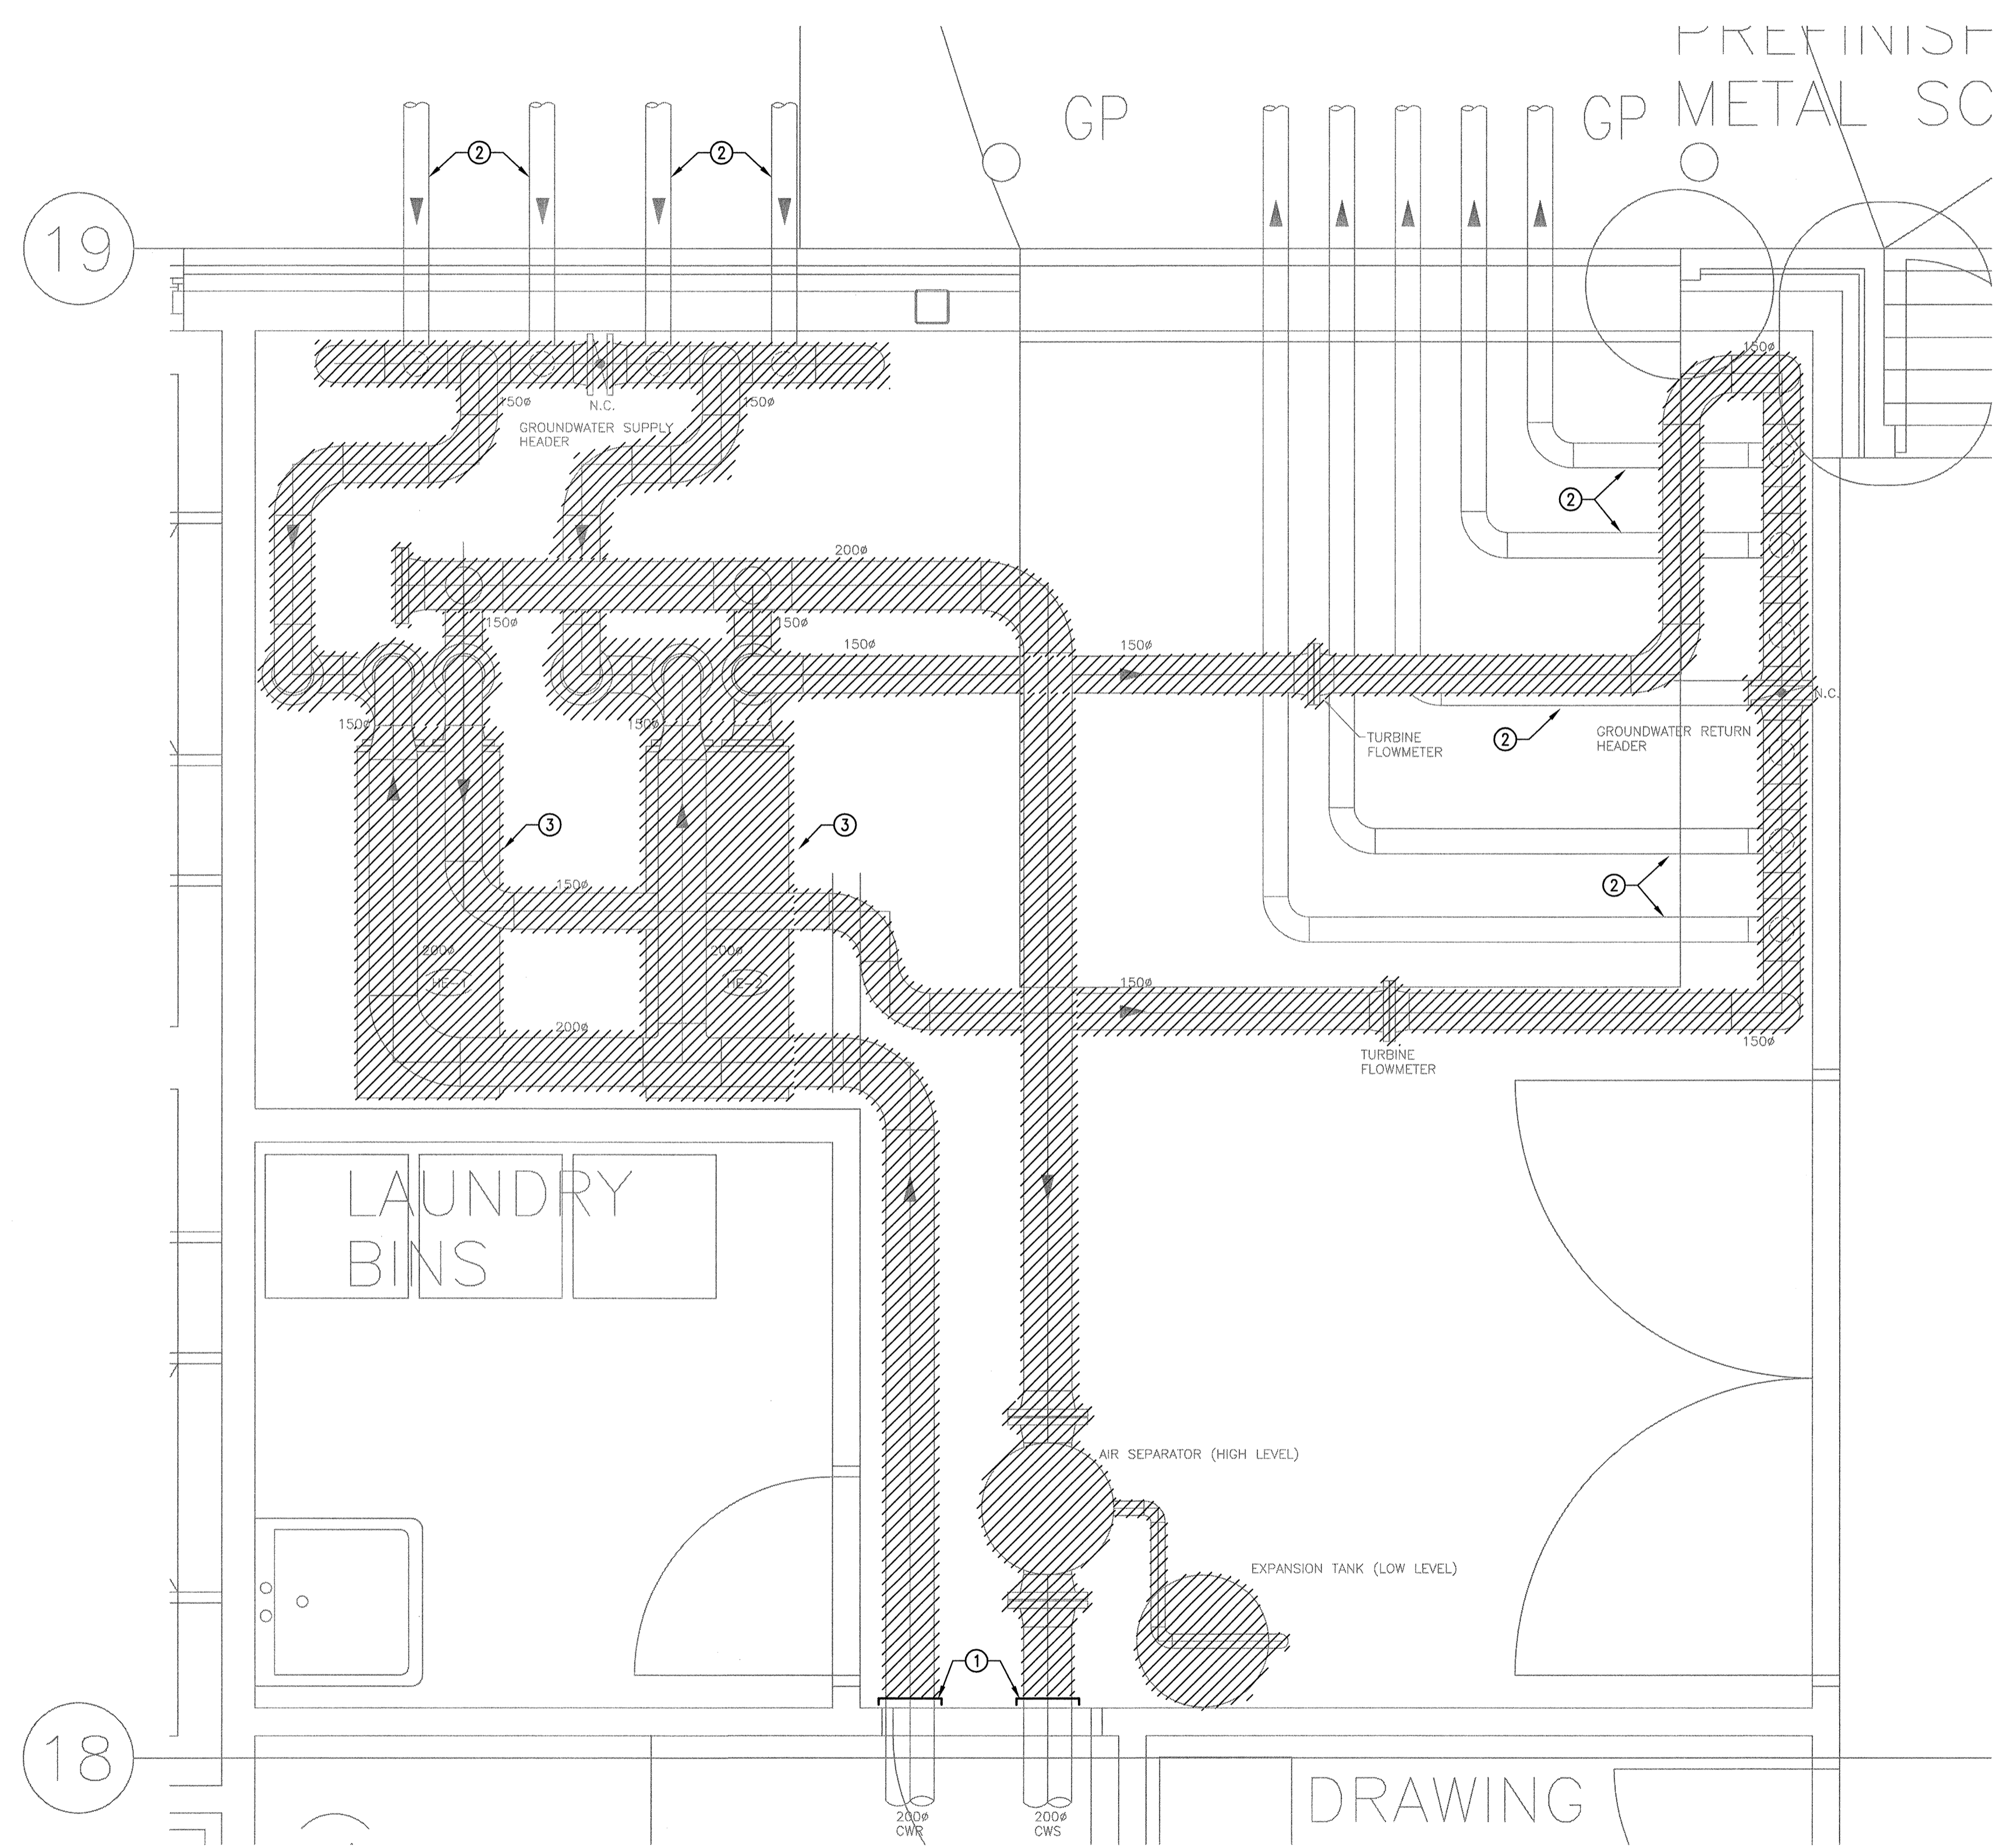 PREFINISH
GP
GP
METAL SC
2
2
19
150ø
150ø
N.C.
150ø
GROUNDWATER SUPPLY
HEADER
2
200ø
150ø
150ø
150ø
150ø
N.C.
150ø
150ø
2
TURBINE
FLOWMETER
GROUNDWATER RETURN
HEADER
3
3
150ø
2
200ø
HE-1
200ø
HE-2
150ø
200ø
150ø
TURBINE
FLOWMETER
LAUNDRY
BINS
AIR SEPARATOR (HIGH LEVEL)
EXPANSION TANK (LOW LEVEL)
1
18
DRAWING
200ø
CWR
200ø
CWS